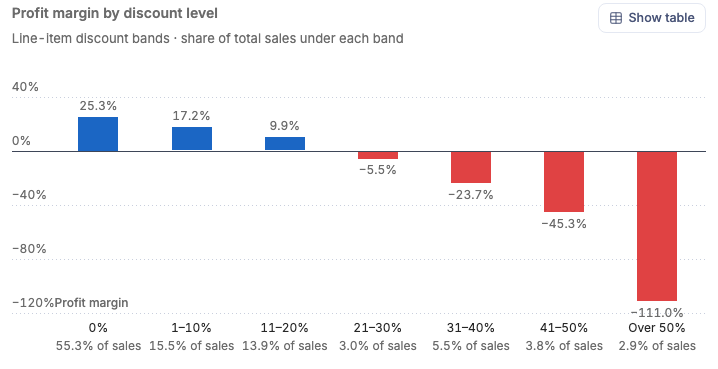 Profit margin by discount level
Show table
Line-item discount bands · share of total sales under each band
40%
25.3%
17.2%
9.9%
0%
−5.5%
−23.7%
−40%
−45.3%
−80%
−120%Profit margin
−111.0%
0% 1–10% 11–20% 21–30% 31–40% 41–50% Over 50%
55.3% of sales 15.5% of sales 13.9% of sales 3.0% of sales 5.5% of sales 3.8% of sales 2.9% of sales